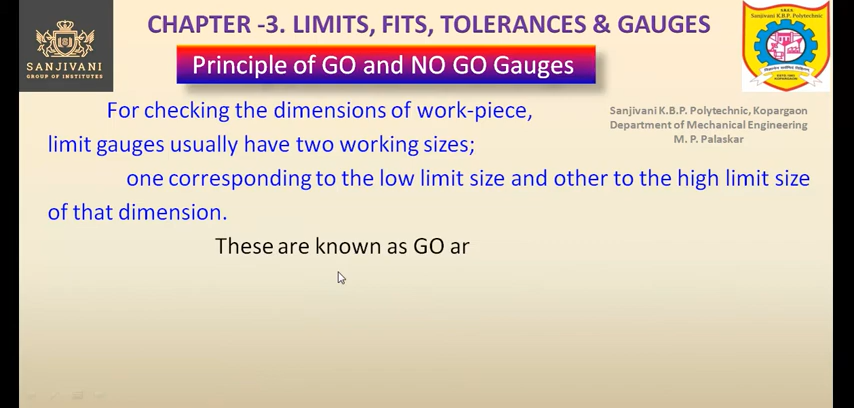 CHAPTER -3. LIMITS, FITS, TOLERANCES & GAUGES
SANJIVANI
GROUP OF INSTITUTES
Sanjivani K.B.P. Polytechnic
Principle of GO and NO GO Gauges
Sanjivani K.B.P. Polytechnic, Kopargaon
Department of Mechanical Engineering
M. P. Palaskar
For checking the dimensions of work-piece,
limit gauges usually have two working sizes;
one corresponding to the low limit size and other to the high limit size
of that dimension.
These are known as GO ar